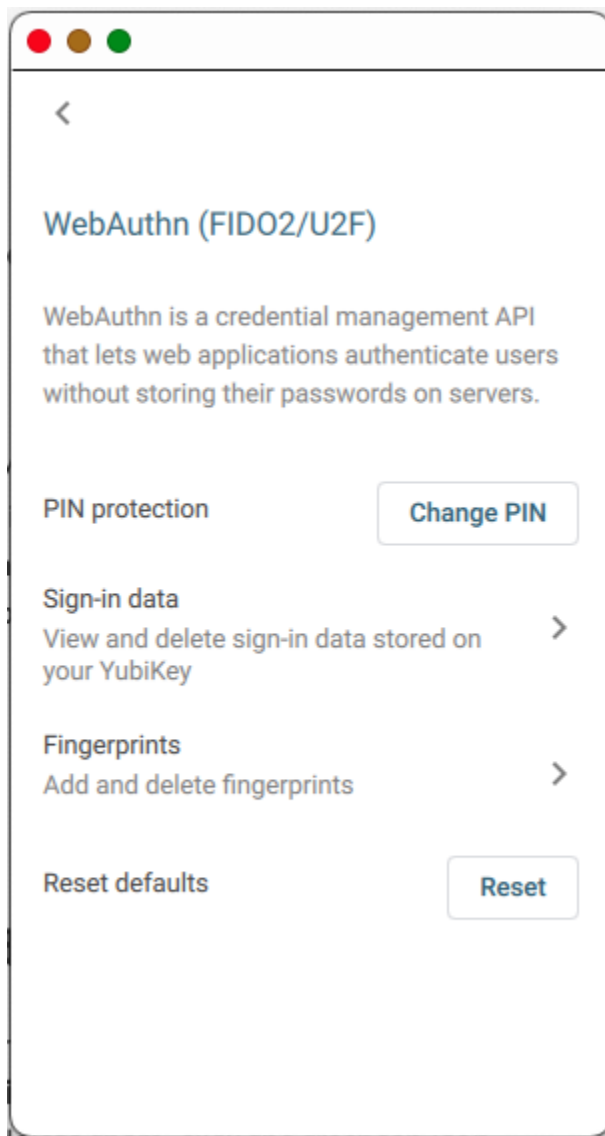 WebAuthn (FIDO2/U2F)
WebAuthn is a credential management API
that lets web applications authenticate users
without storing their passwords on servers.
PIN protection
Change PIN
Sign-in data
View and delete sign-in data stored on
your YubiKey
Fingerprints
Add and delete fingerprints
Reset defaults
Reset